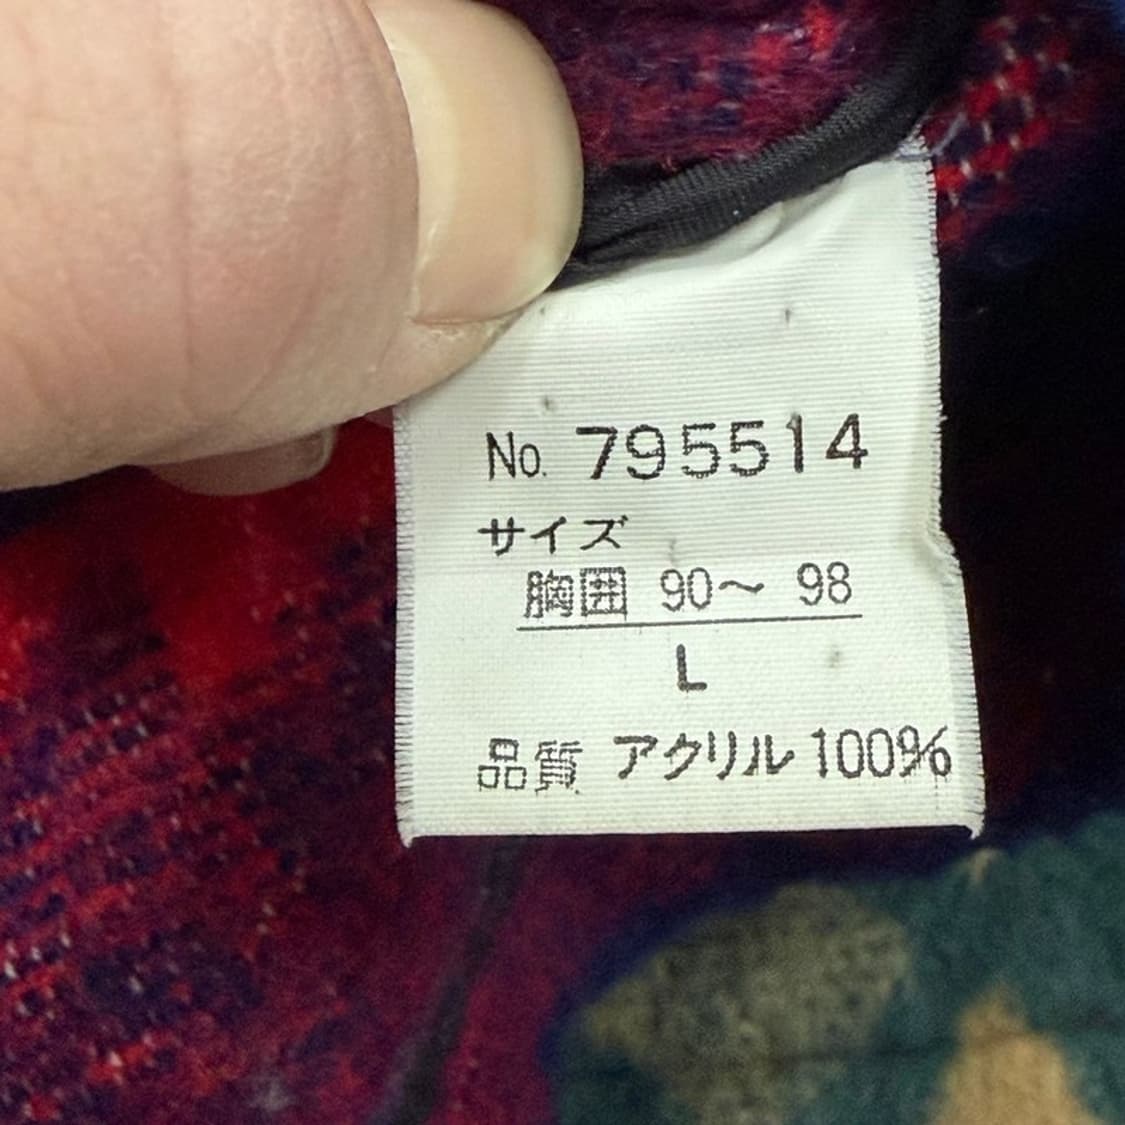 No. 795514
サイズ
胸囲 90～ 98
L
品質 アクリル100%